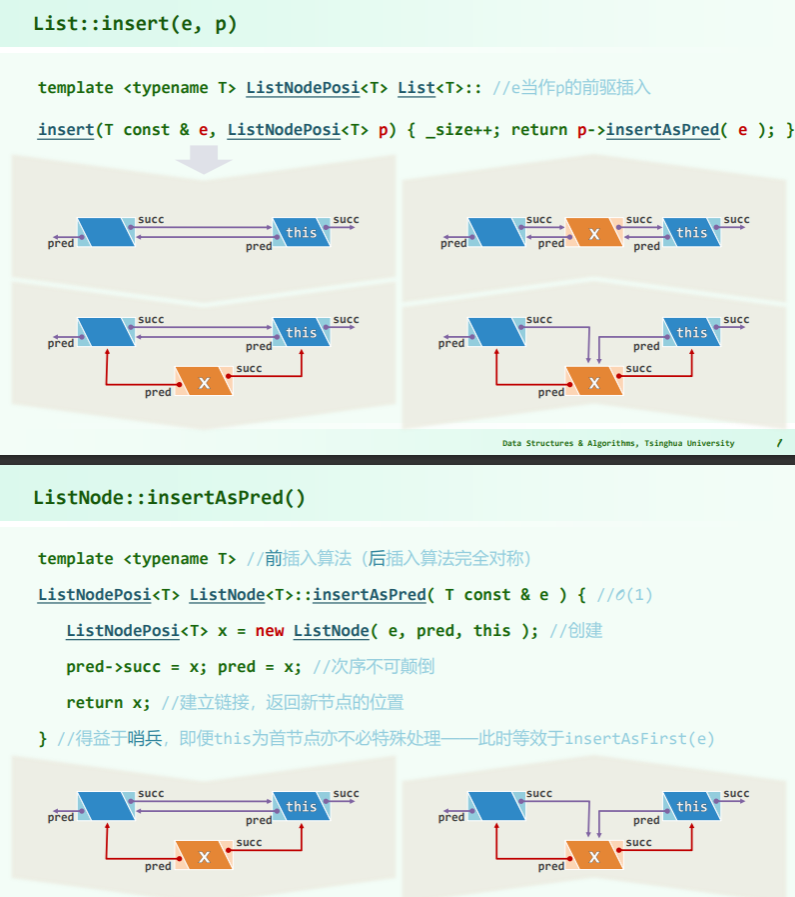 List::insert(e, p)
template <typename T> ListNodePosi<T> List<T>:: //e当作p的前驱插入
insert(T const & e, ListNodePosi<T> p) { _size++; return p->insertAsPred( e ); }
succ succ
this
pred pred
succ succ succ
X this
pred pred pred
succ succ
this
pred pred
succ
X
pred
succ succ
this
pred pred
succ
X
pred
Data Structures & Algorithms, Tsinghua University
ListNode::insertAsPred()
template <typename T> //前插入算法（后插入算法完全对称）
ListNodePosi<T> ListNode<T>::insertAsPred( T const & e ) { //O(1)
ListNodePosi<T> x = new ListNode( e, pred, this ); //创建
pred->succ = x; pred = x; //次序不可颠倒
return x; //建立链接，返回新节点的位置
} //得益于哨兵，即便this为首节点亦不必特殊处理——此时等效于insertAsFirst(e)
succ succ
this
pred pred
succ
X
pred
succ succ
this
pred pred
succ
X
pred